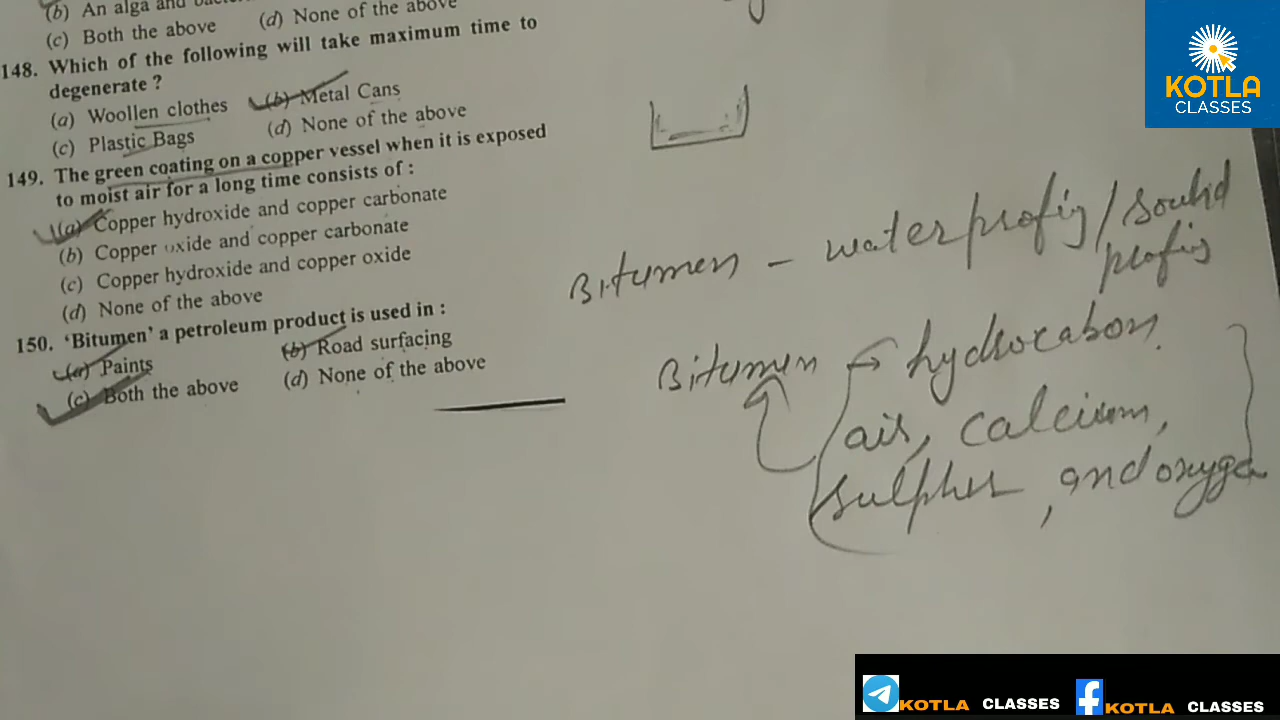 (b) An alga and
(c) Both the above (d) None of the above
148. Which of the following will take maximum time to
degenerate ?
(a) Woollen clothes (b) Metal Cans
(c) Plastic Bags (d) None of the above
149. The green coating on a copper vessel when it is exposed
to moist air for a long time consists of :
(a) Copper hydroxide and copper carbonate
(b) Copper oxide and copper carbonate
(c) Copper hydroxide and copper oxide
(d) None of the above
150. ‘Bitumen’ a petroleum product is used in :
(a) Paints (b) Road surfacing
(c) Both the above (d) None of the above
Bitumen - waterprofig / sound
profig
Bitumen → hydrocabon
air, calcium,
sulpher, and oxygen
KOTLA
CLASSES
KOTLA CLASSES KOTLA CLASSES